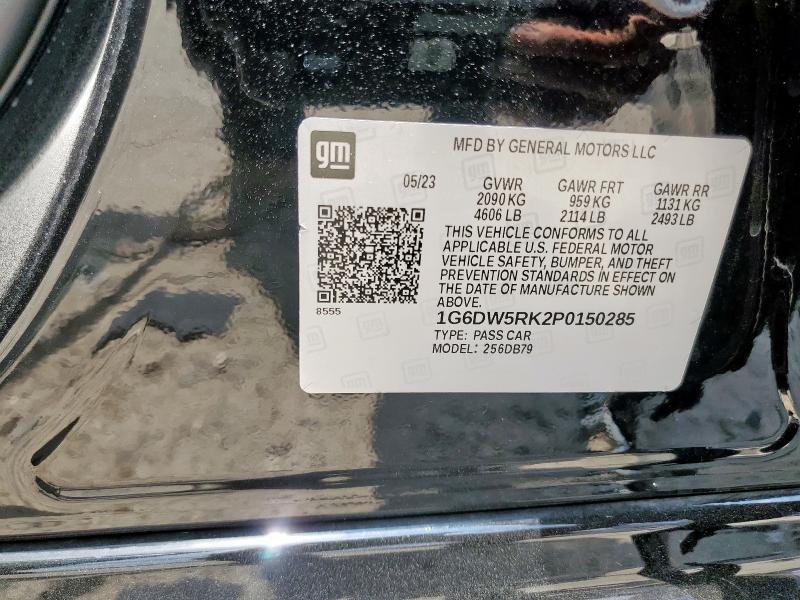 gm
MFD BY GENERAL MOTORS LLC
05/23 GVWR GAWR FRT GAWR RR
2090 KG 959 KG 1131 KG
4606 LB 2114 LB 2493 LB
THIS VEHICLE CONFORMS TO ALL
APPLICABLE U.S. FEDERAL MOTOR
VEHICLE SAFETY, BUMPER, AND THEFT
PREVENTION STANDARDS IN EFFECT ON
THE DATE OF MANUFACTURE SHOWN
ABOVE.
8555
1G6DW5RK2P0150285
TYPE: PASS CAR
MODEL: 256DB79